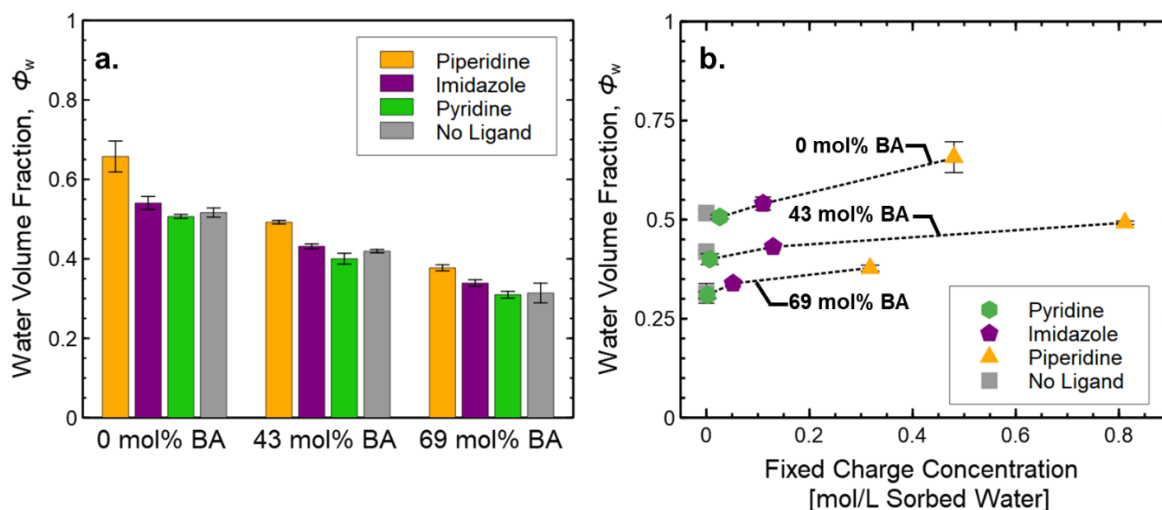 a.
Water Volume Fraction, Φw
1
0.8
0.6
0.4
0.2
0
0 mol% BA
43 mol% BA
69 mol% BA
Piperidine
Imidazole
Pyridine
No Ligand
b.
Water Volume Fraction, Φw
1
0.75
0.5
0.25
0
0 mol% BA
43 mol% BA
69 mol% BA
Pyridine
Imidazole
Piperidine
No Ligand
0
0.2
0.4
0.6
0.8
Fixed Charge Concentration
[mol/L Sorbed Water]